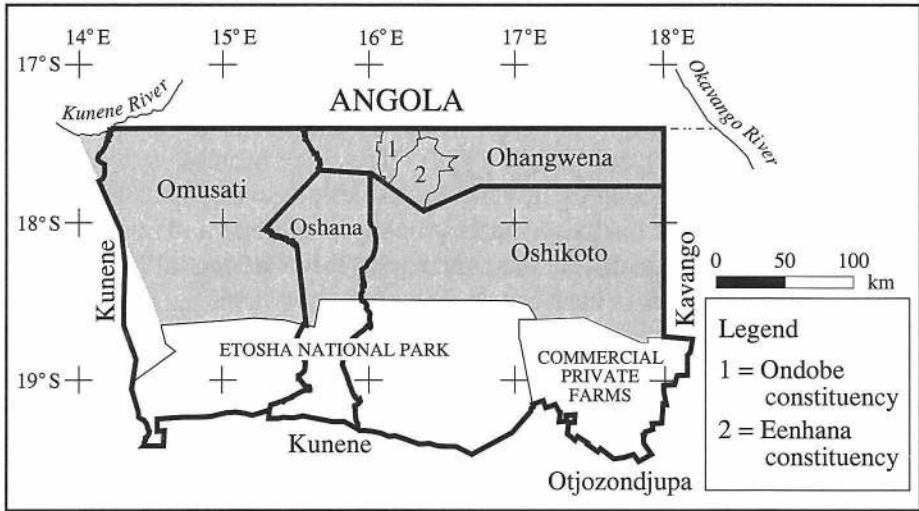 14°E 15°E 16°E 17°E 18°E
17°S
Kunene River
ANGOLA
Okavango River
1
2
Ohangwena
Omusati
18°S
Oshana
Oshikoto
0 50 100
km
Kunene
Kavango
ETOSHA NATIONAL PARK
COMMERCIAL
PRIVATE
FARMS
19°S
Kunene
Otjozondjupa
Legend
1 = Ondobe
constituency
2 = Eenhana
constituency